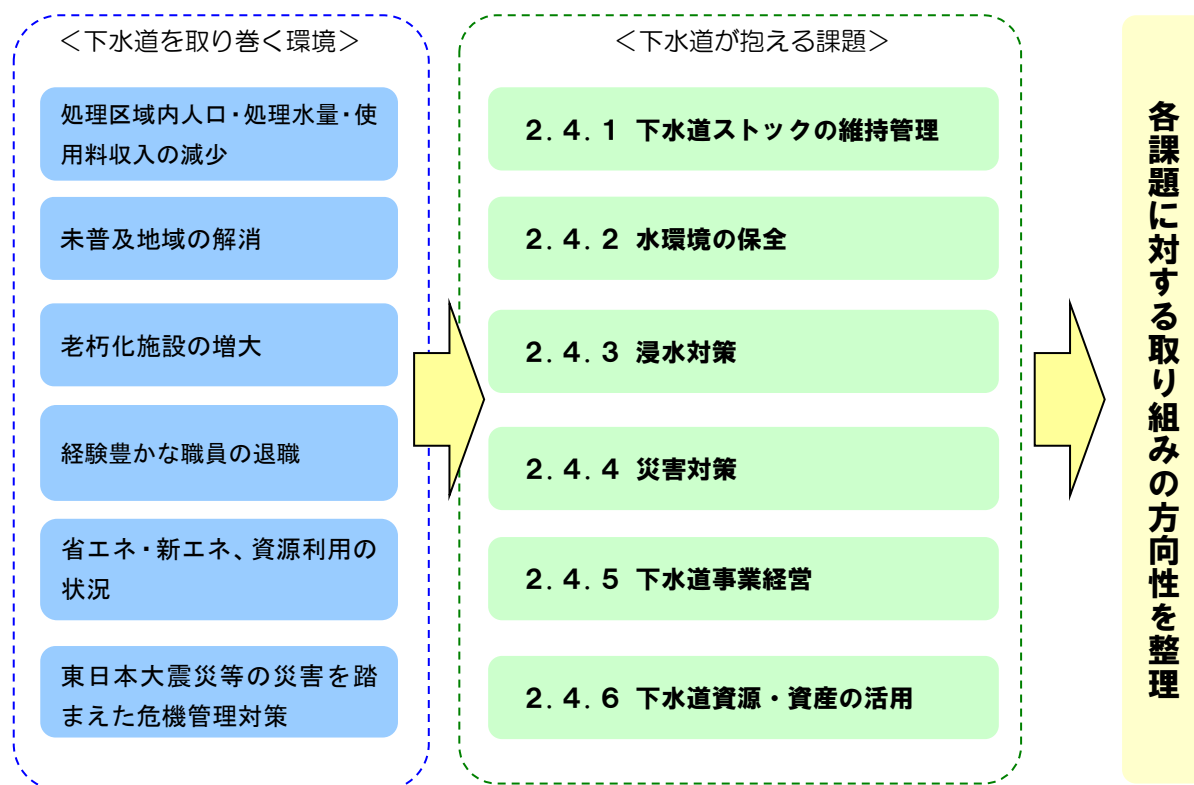 ＜下水道を取り巻く環境＞
処理区域内人口・処理水量・使
用料収入の減少
未普及地域の解消
老朽化施設の増大
経験豊かな職員の退職
省エネ・新エネ、資源利用の
状況
東日本大震災等の災害を踏
まえた危機管理対策
＜下水道が抱える課題＞
２．４．１ 下水道ストックの維持管理
２．４．２ 水環境の保全
２．４．３ 浸水対策
２．４．４ 災害対策
２．４．５ 下水道事業経営
２．４．６ 下水道資源・資産の活用
各課題に対する取り組みの方向性を整理